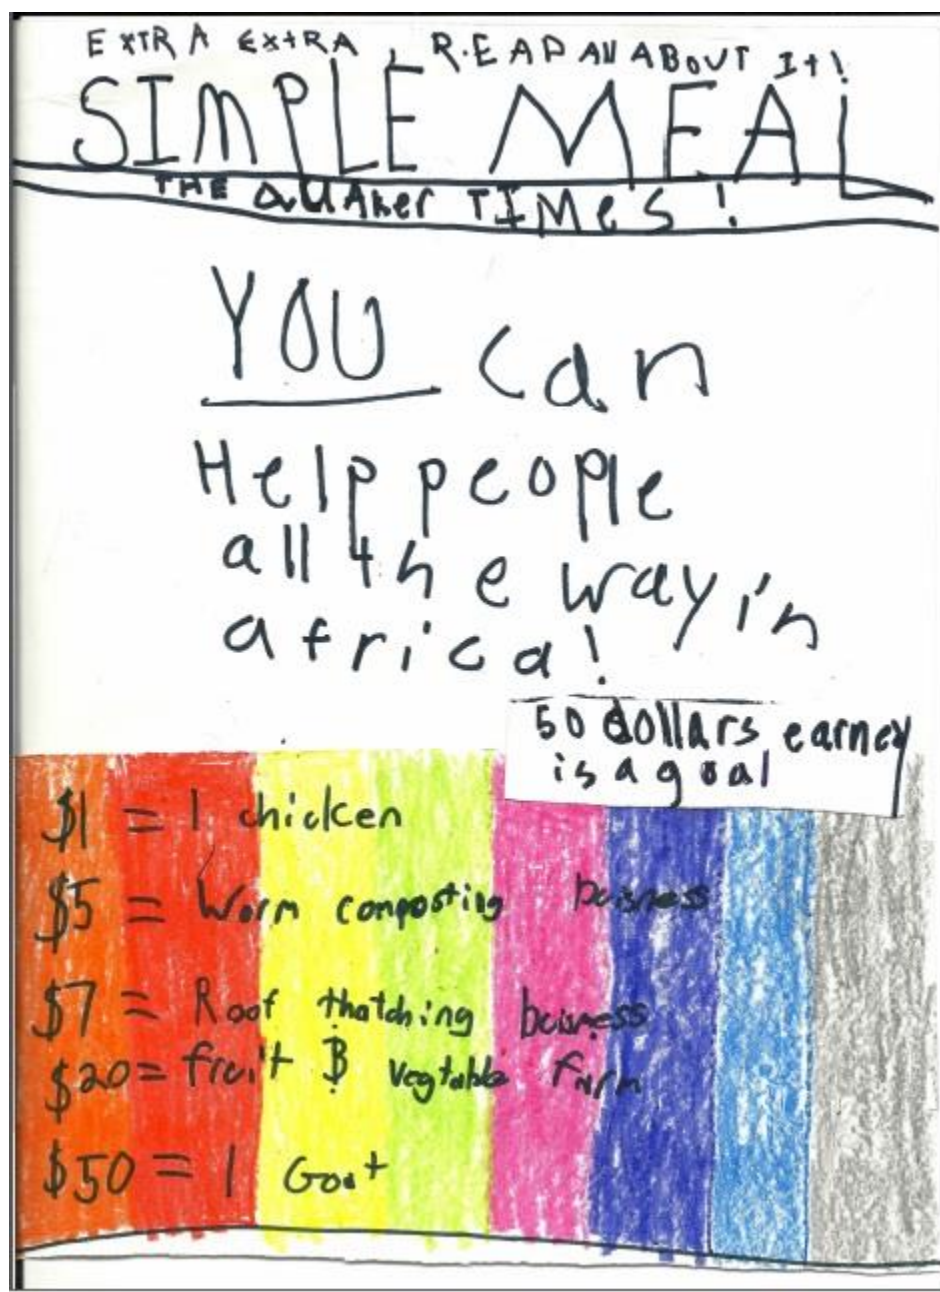 EXTRA EXTRA, READ All ABOUT It!
SIMPLE MEAL
THE QUAKer TIMes!
YOU can
Help people
all the way in
africa!
50 dollars earned
is a goal
$1 = 1 chicken
$5 = Worm composting buisness
$7 = Roof thatching buisness
$20 = fruit & vegtable farm
$50 = 1 Goat